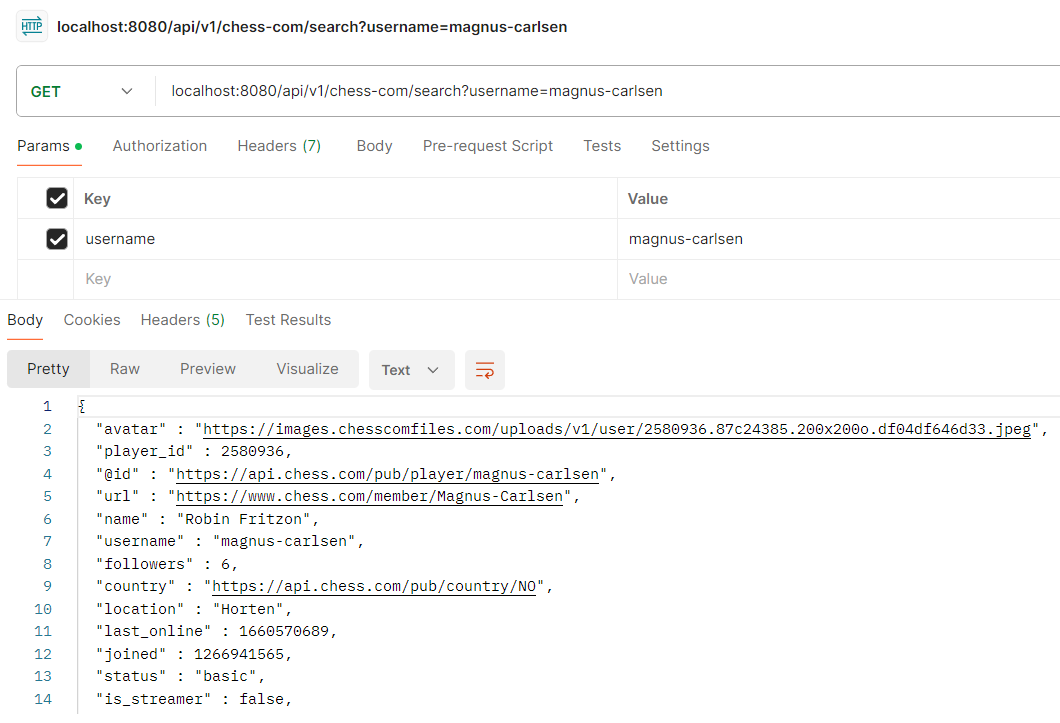 HTTP localhost:8080/api/v1/chess-com/search?username=magnus-carlsen
GET localhost:8080/api/v1/chess-com/search?username=magnus-carlsen
Params Authorization Headers (7) Body Pre-request Script Tests Settings
Key Value
username magnus-carlsen
Key Value
Body Cookies Headers (5) Test Results
Pretty Raw Preview Visualize Text
1 {
2 "avatar" : "https://images.chesscomfiles.com/uploads/v1/user/2580936.87c24385.200x200o.df04df646d33.jpeg",
3 "player_id" : 2580936,
4 "@id" : "https://api.chess.com/pub/player/magnus-carlsen",
5 "url" : "https://www.chess.com/member/Magnus-Carlsen",
6 "name" : "Robin Fritzon",
7 "username" : "magnus-carlsen",
8 "followers" : 6,
9 "country" : "https://api.chess.com/pub/country/NO",
10 "location" : "Horten",
11 "last_online" : 1660570689,
12 "joined" : 1266941565,
13 "status" : "basic",
14 "is_streamer" : false,